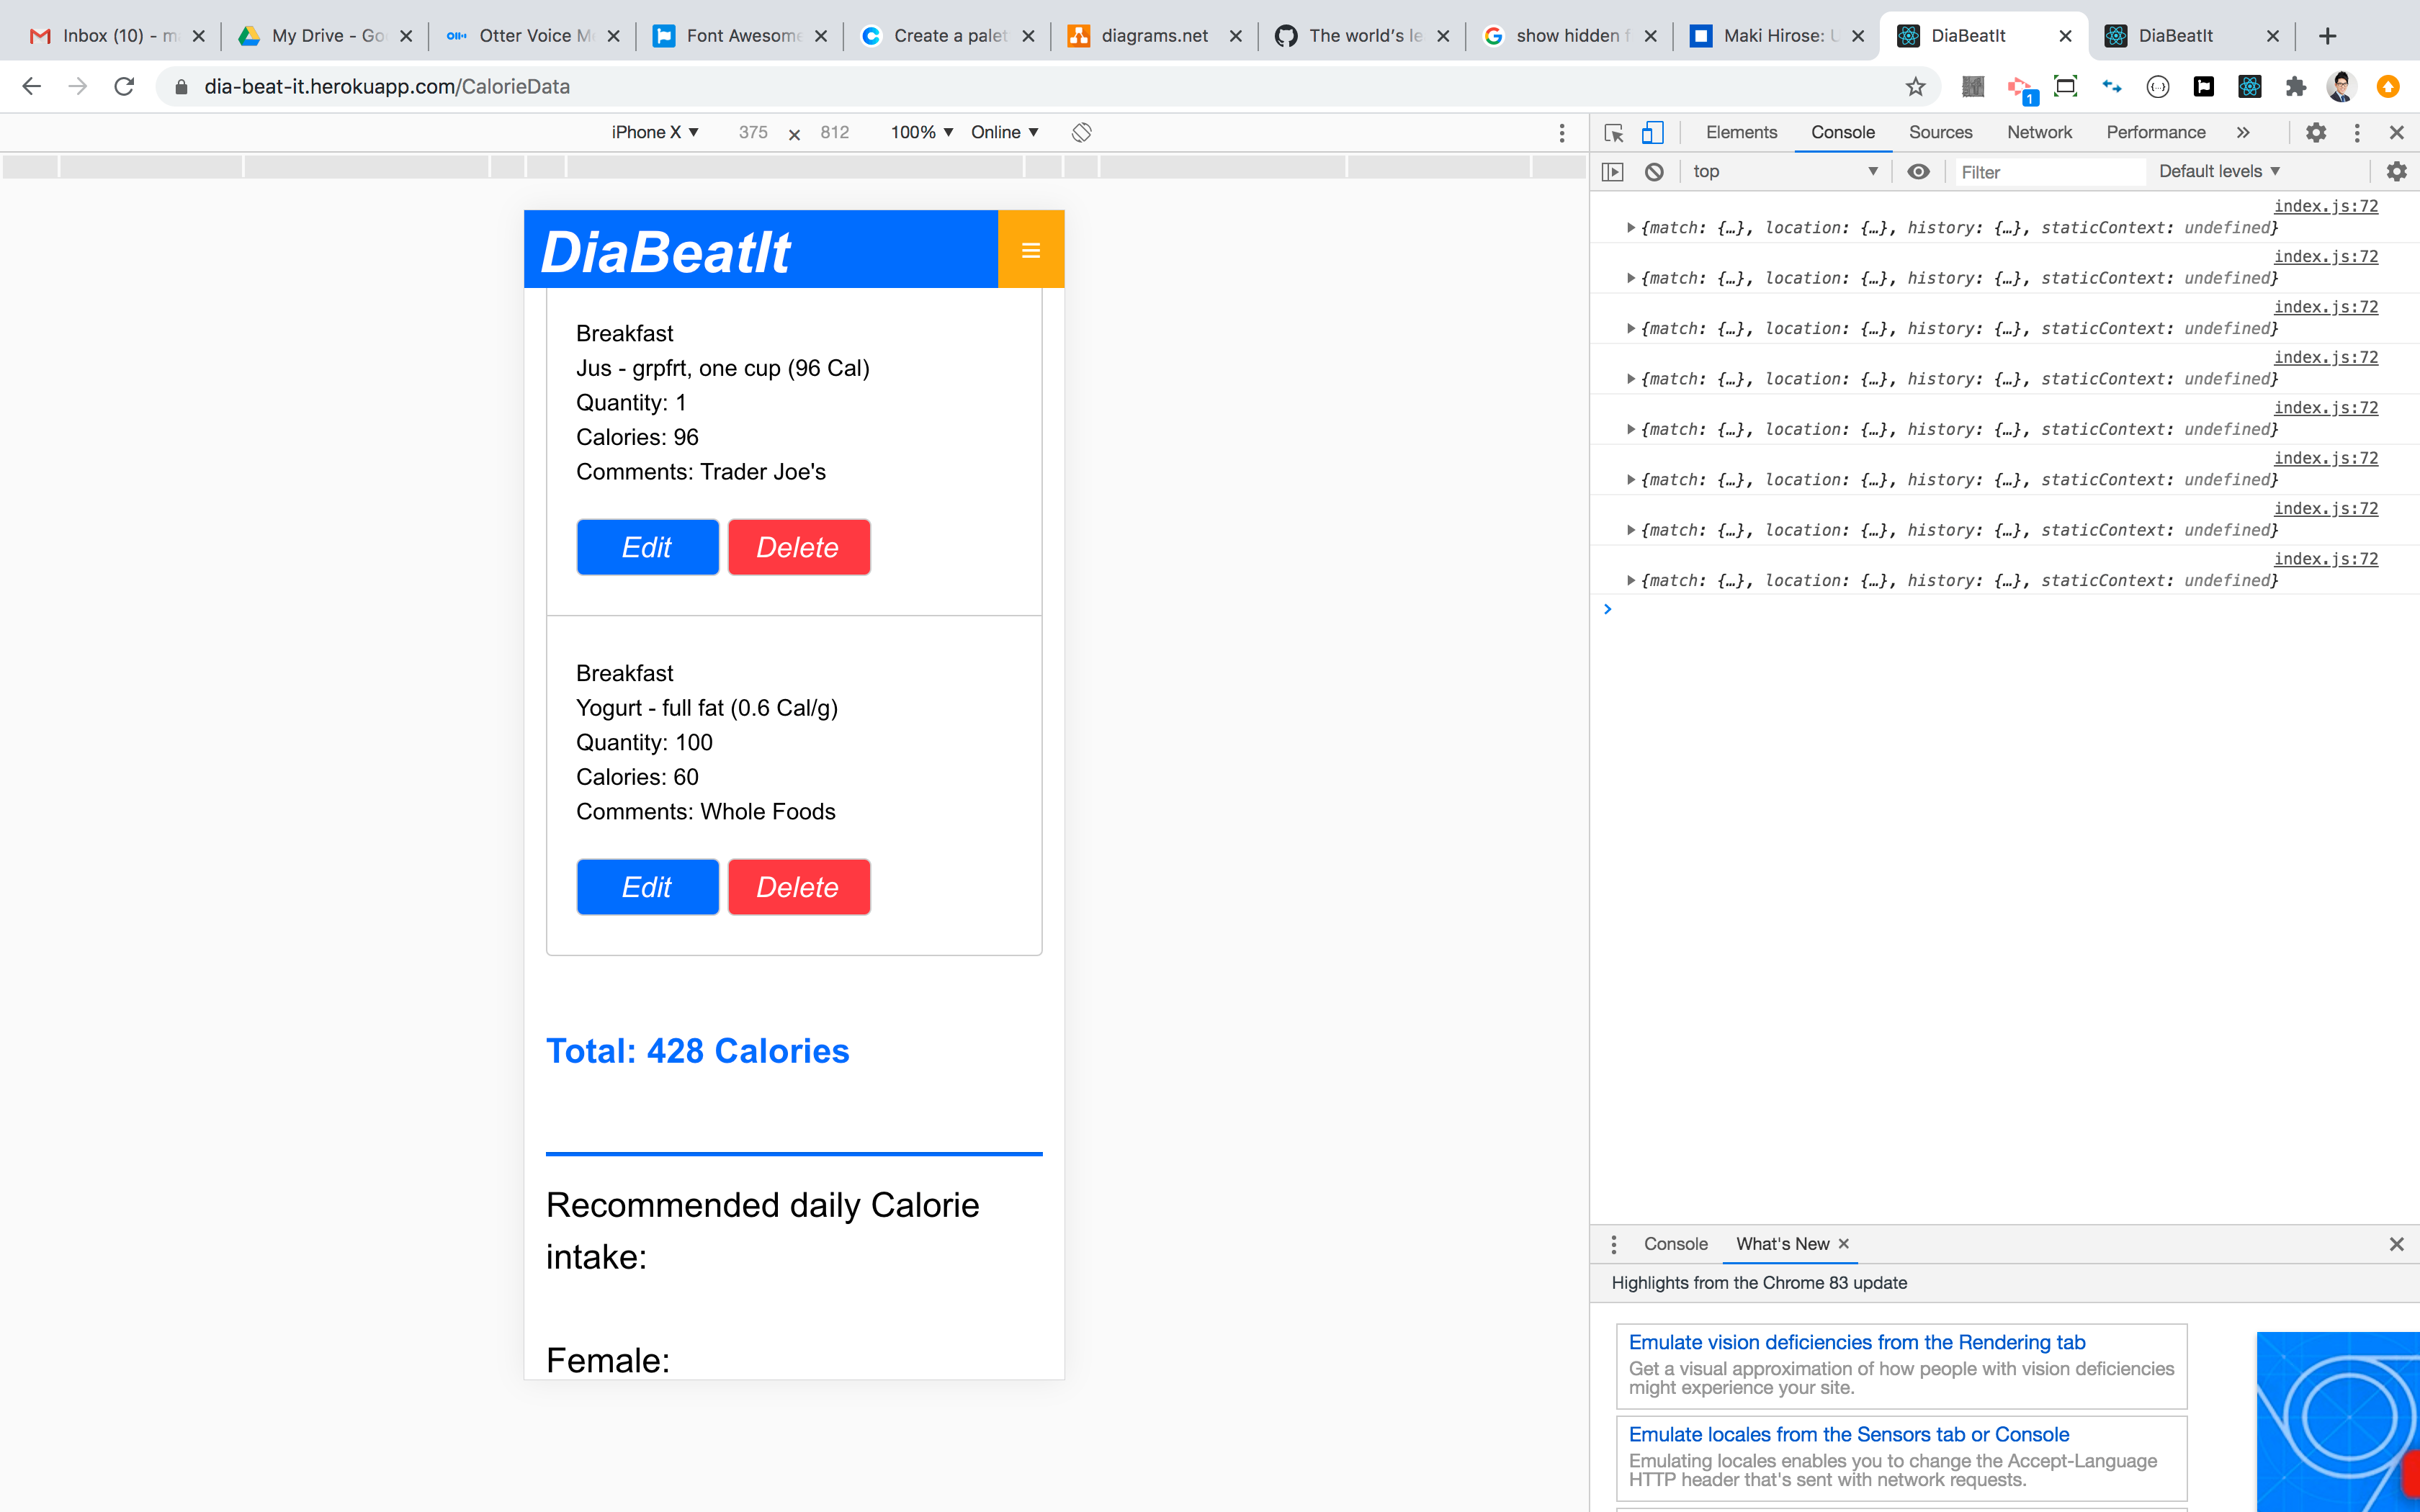 Inbox (10) - m
My Drive - Go
Otter Voice M
Font Awesome
Create a palet
diagrams.net
The world's le
show hidden f
Maki Hirose: U
DiaBeatIt
DiaBeatIt
dia-beat-it.herokuapp.com/CalorieData
1
iPhone X ▼ 375 × 812 100% ▼ Online ▼
DiaBeatIt
Breakfast
Jus - grpfrt, one cup (96 Cal)
Quantity: 1
Calories: 96
Comments: Trader Joe's
Edit Delete
Breakfast
Yogurt - full fat (0.6 Cal/g)
Quantity: 100
Calories: 60
Comments: Whole Foods
Edit Delete
Total: 428 Calories
Recommended daily Calorie
intake:
Female:
Elements Console Sources Network Performance »
top ▼ Filter Default levels ▼
index.js:72
{match: {…}, location: {…}, history: {…}, staticContext: undefined}
index.js:72
{match: {…}, location: {…}, history: {…}, staticContext: undefined}
index.js:72
{match: {…}, location: {…}, history: {…}, staticContext: undefined}
index.js:72
{match: {…}, location: {…}, history: {…}, staticContext: undefined}
index.js:72
{match: {…}, location: {…}, history: {…}, staticContext: undefined}
index.js:72
{match: {…}, location: {…}, history: {…}, staticContext: undefined}
index.js:72
{match: {…}, location: {…}, history: {…}, staticContext: undefined}
index.js:72
{match: {…}, location: {…}, history: {…}, staticContext: undefined}
Console What's New
Highlights from the Chrome 83 update
Emulate vision deficiencies from the Rendering tab
Get a visual approximation of how people with vision deficiencies
might experience your site.
Emulate locales from the Sensors tab or Console
Emulating locales enables you to change the Accept-Language
HTTP header that's sent with network requests.